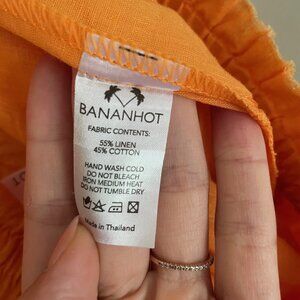 BANANHOT
FABRIC CONTENTS:
55% LINEN
45% COTTON
HAND WASH COLD
DO NOT BLEACH
IRON MEDIUM HEAT
DO NOT TUMBLE DRY
Made in Thailand